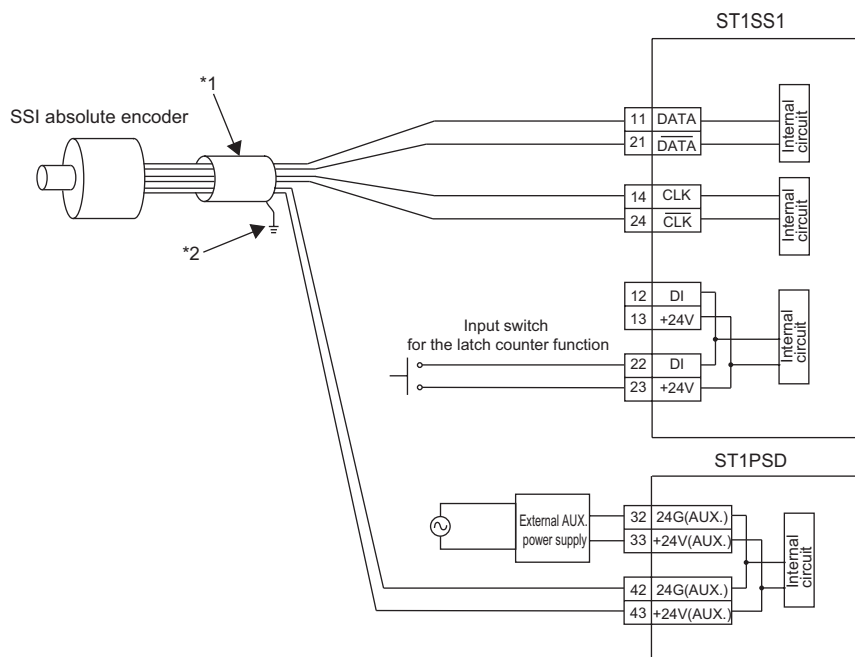 ST1SS1
*1
SSI absolute encoder
*2
11 DATA
21 D̅A̅T̅A̅
Internal circuit
14 CLK
24 C̅L̅K̅
Internal circuit
12 DI
13 +24V
Input switch
for the latch counter function
22 DI
23 +24V
Internal circuit
ST1PSD
External AUX.
power supply
32 24G(AUX.)
33 +24V(AUX.)
42 24G(AUX.)
43 +24V(AUX.)
Internal circuit